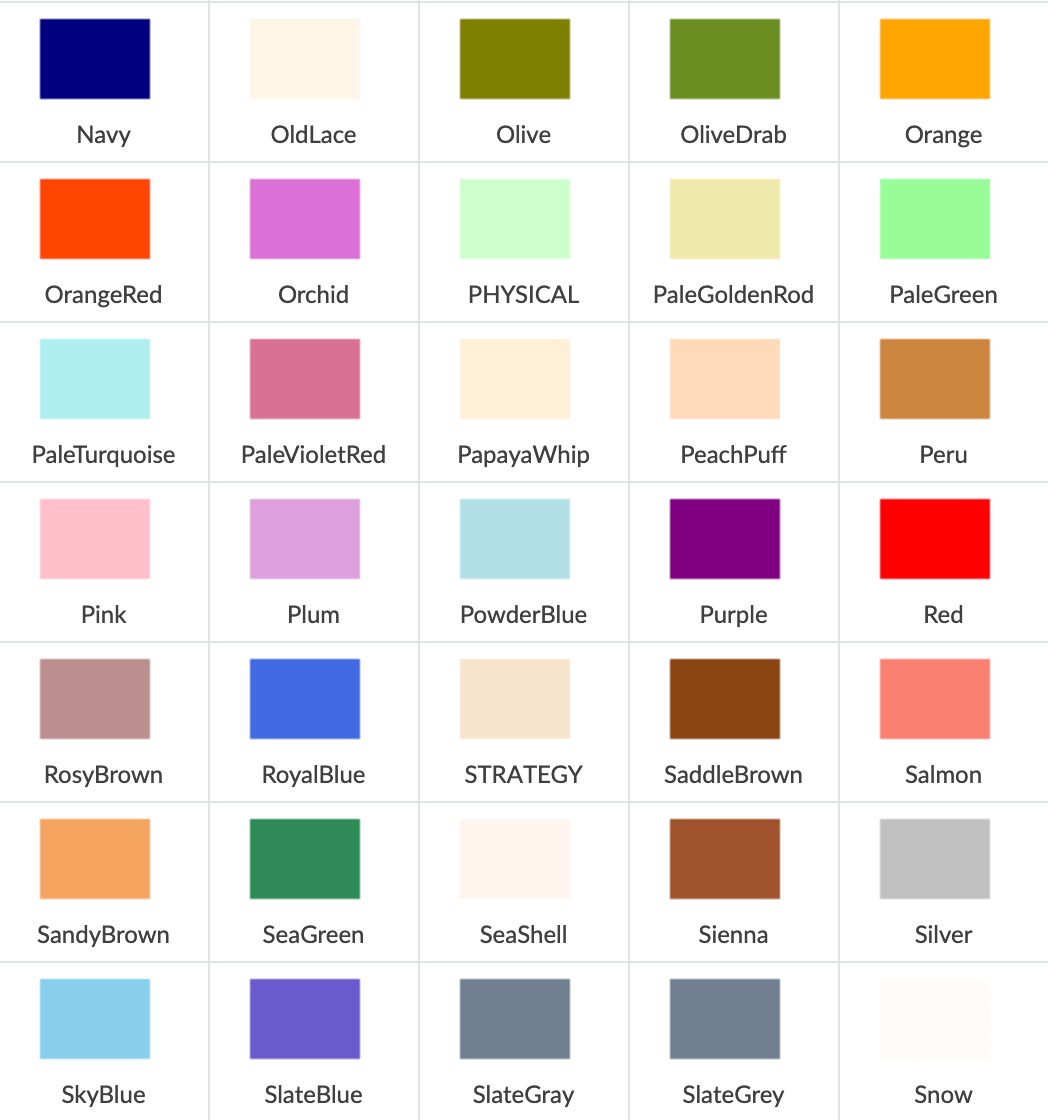 Navy OldLace Olive OliveDrab Orange
OrangeRed Orchid PHYSICAL PaleGoldenRod PaleGreen
PaleTurquoise PaleVioletRed PapayaWhip PeachPuff Peru
Pink Plum PowderBlue Purple Red
RosyBrown RoyalBlue STRATEGY SaddleBrown Salmon
SandyBrown SeaGreen SeaShell Sienna Silver
SkyBlue SlateBlue SlateGray SlateGrey Snow